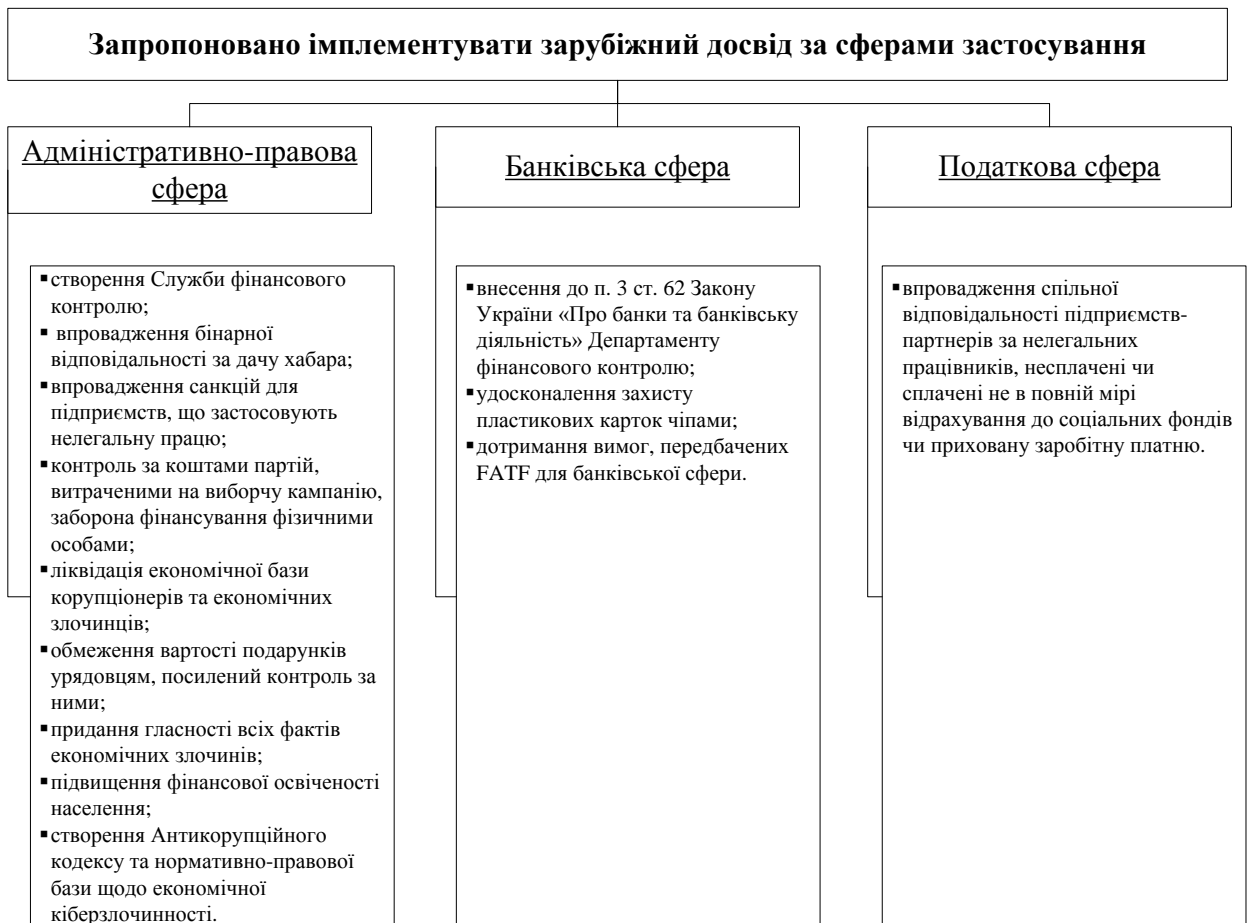 Запропоновано імплементувати зарубіжний досвід за сферами застосування
Адміністративно-правова
сфера
▪створення Служби фінансового
контролю;
▪ впровадження бінарної
відповідальності за дачу хабара;
▪впровадження санкцій для
підприємств, що застосовують
нелегальну працю;
▪контроль за коштами партій,
витраченими на виборчу кампанію,
заборона фінансування фізичними
особами;
▪ліквідація економічної бази
корупціонерів та економічних
злочинців;
▪обмеження вартості подарунків
урядовцям, посилений контроль за
ними;
▪придання гласності всіх фактів
економічних злочинів;
▪підвищення фінансової освіченості
населення;
▪створення Антикорупційного
кодексу та нормативно-правової
бази щодо економічної
кіберзлочинності.
Банківська сфера
▪внесення до п. 3 ст. 62 Закону
України «Про банки та банківську
діяльність» Департаменту
фінансового контролю;
▪удосконалення захисту
пластикових карток чіпами;
▪дотримання вимог, передбачених
FATF для банківської сфери.
Податкова сфера
▪впровадження спільної
відповідальності підприємств-
партнерів за нелегальних
працівників, несплачені чи
сплачені не в повній мірі
відрахування до соціальних фондів
чи приховану заробітну платню.